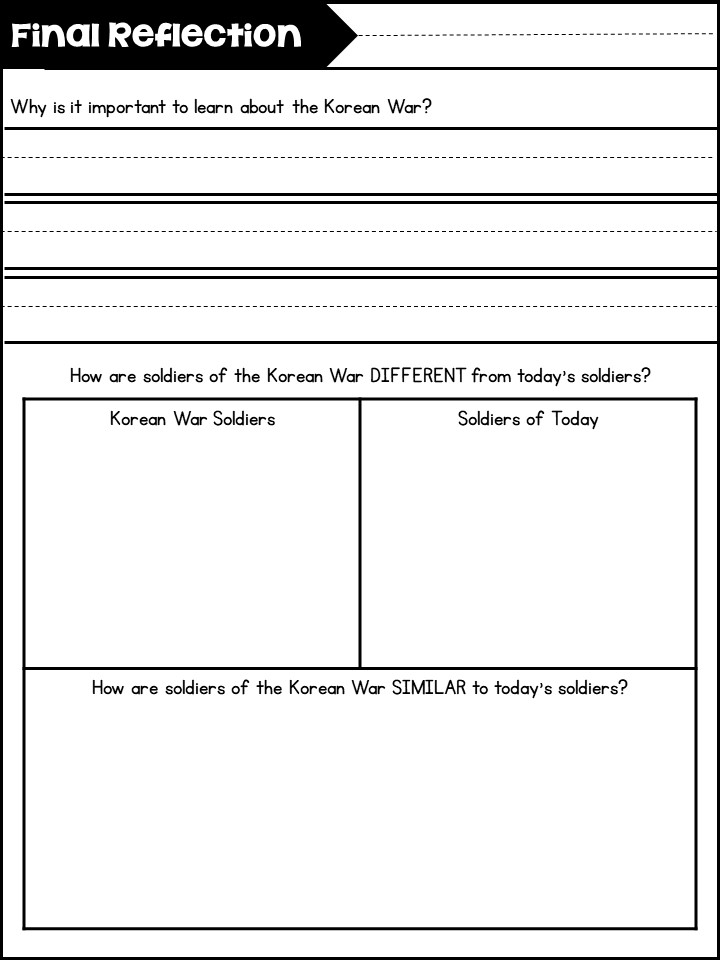 Final Reflection
Why is it important to learn about the Korean War?
How are soldiers of the Korean War DIFFERENT from today's soldiers?
Korean War Soldiers
Soldiers of Today
How are soldiers of the Korean War SIMILAR to today's soldiers?